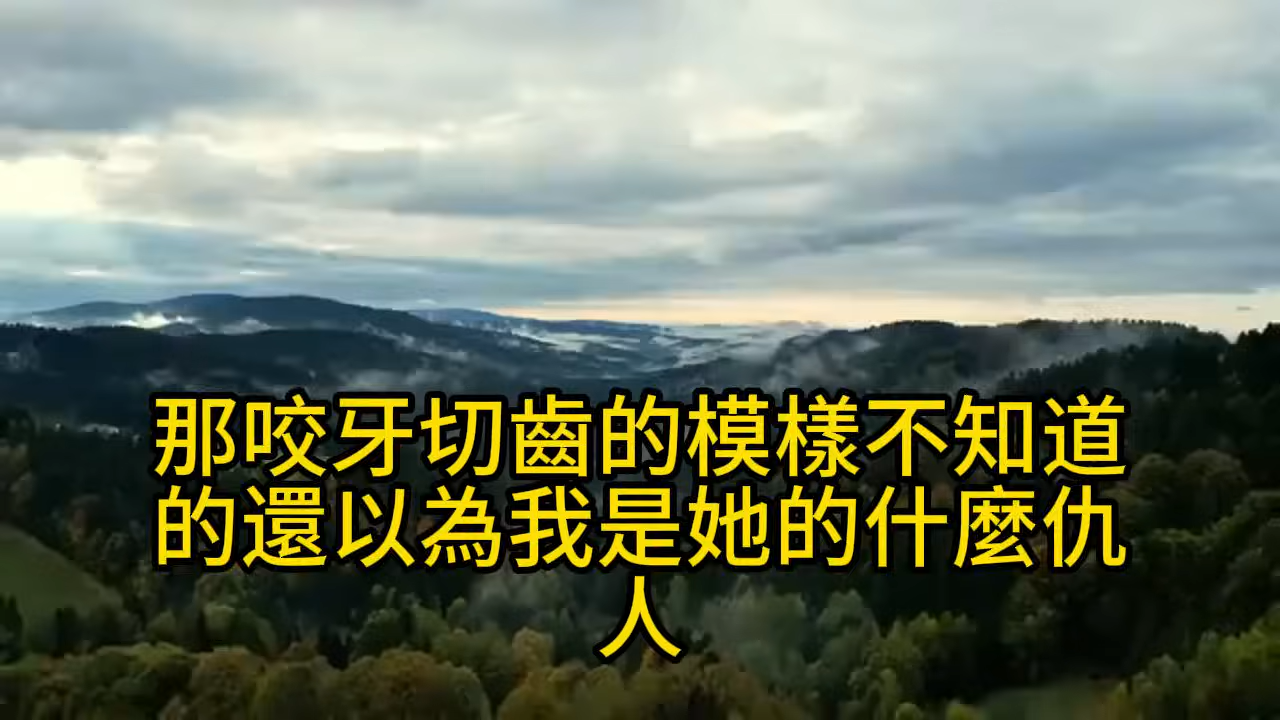 那咬牙切齒的模樣不知道
的還以為我是她的什麼仇
人